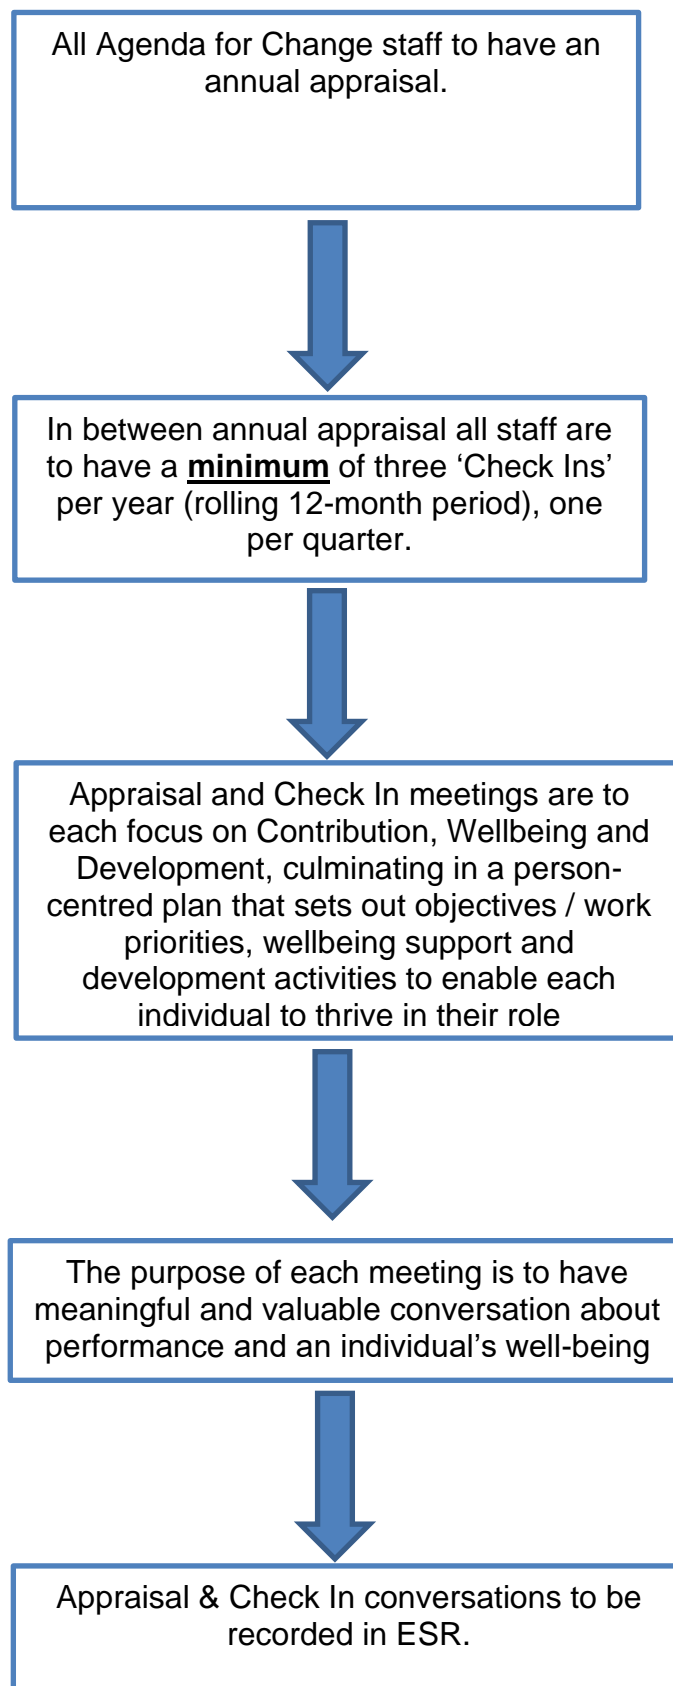 All Agenda for Change staff to have an
annual appraisal.
In between annual appraisal all staff are
to have a minimum of three ‘Check Ins’
per year (rolling 12-month period), one
per quarter.
Appraisal and Check In meetings are to
each focus on Contribution, Wellbeing and
Development, culminating in a person-
centred plan that sets out objectives / work
priorities, wellbeing support and
development activities to enable each
individual to thrive in their role
The purpose of each meeting is to have
meaningful and valuable conversation about
performance and an individual’s well-being
Appraisal & Check In conversations to be
recorded in ESR.